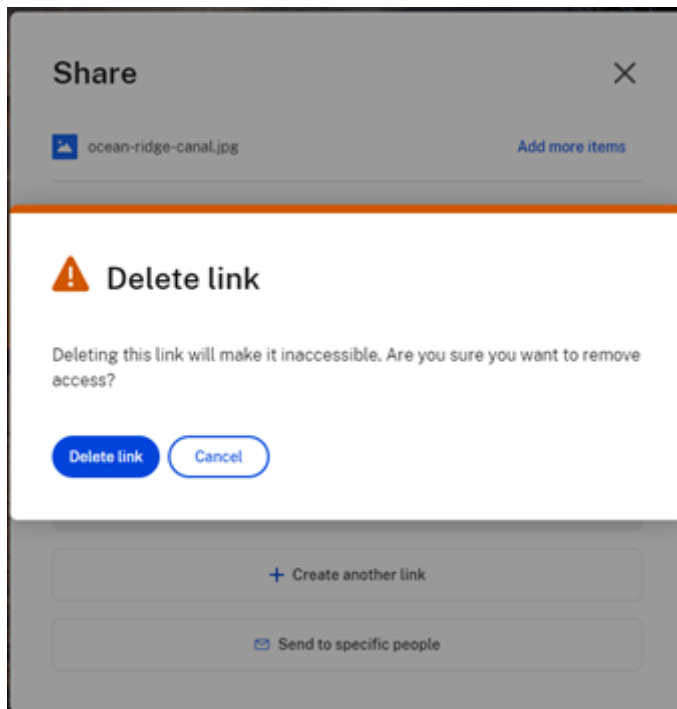 Share
ocean-ridge-canal.jpg
Add more items
Delete link
Deleting this link will make it inaccessible. Are you sure you want to remove
access?
Delete link
Cancel
Create another link
Send to specific people